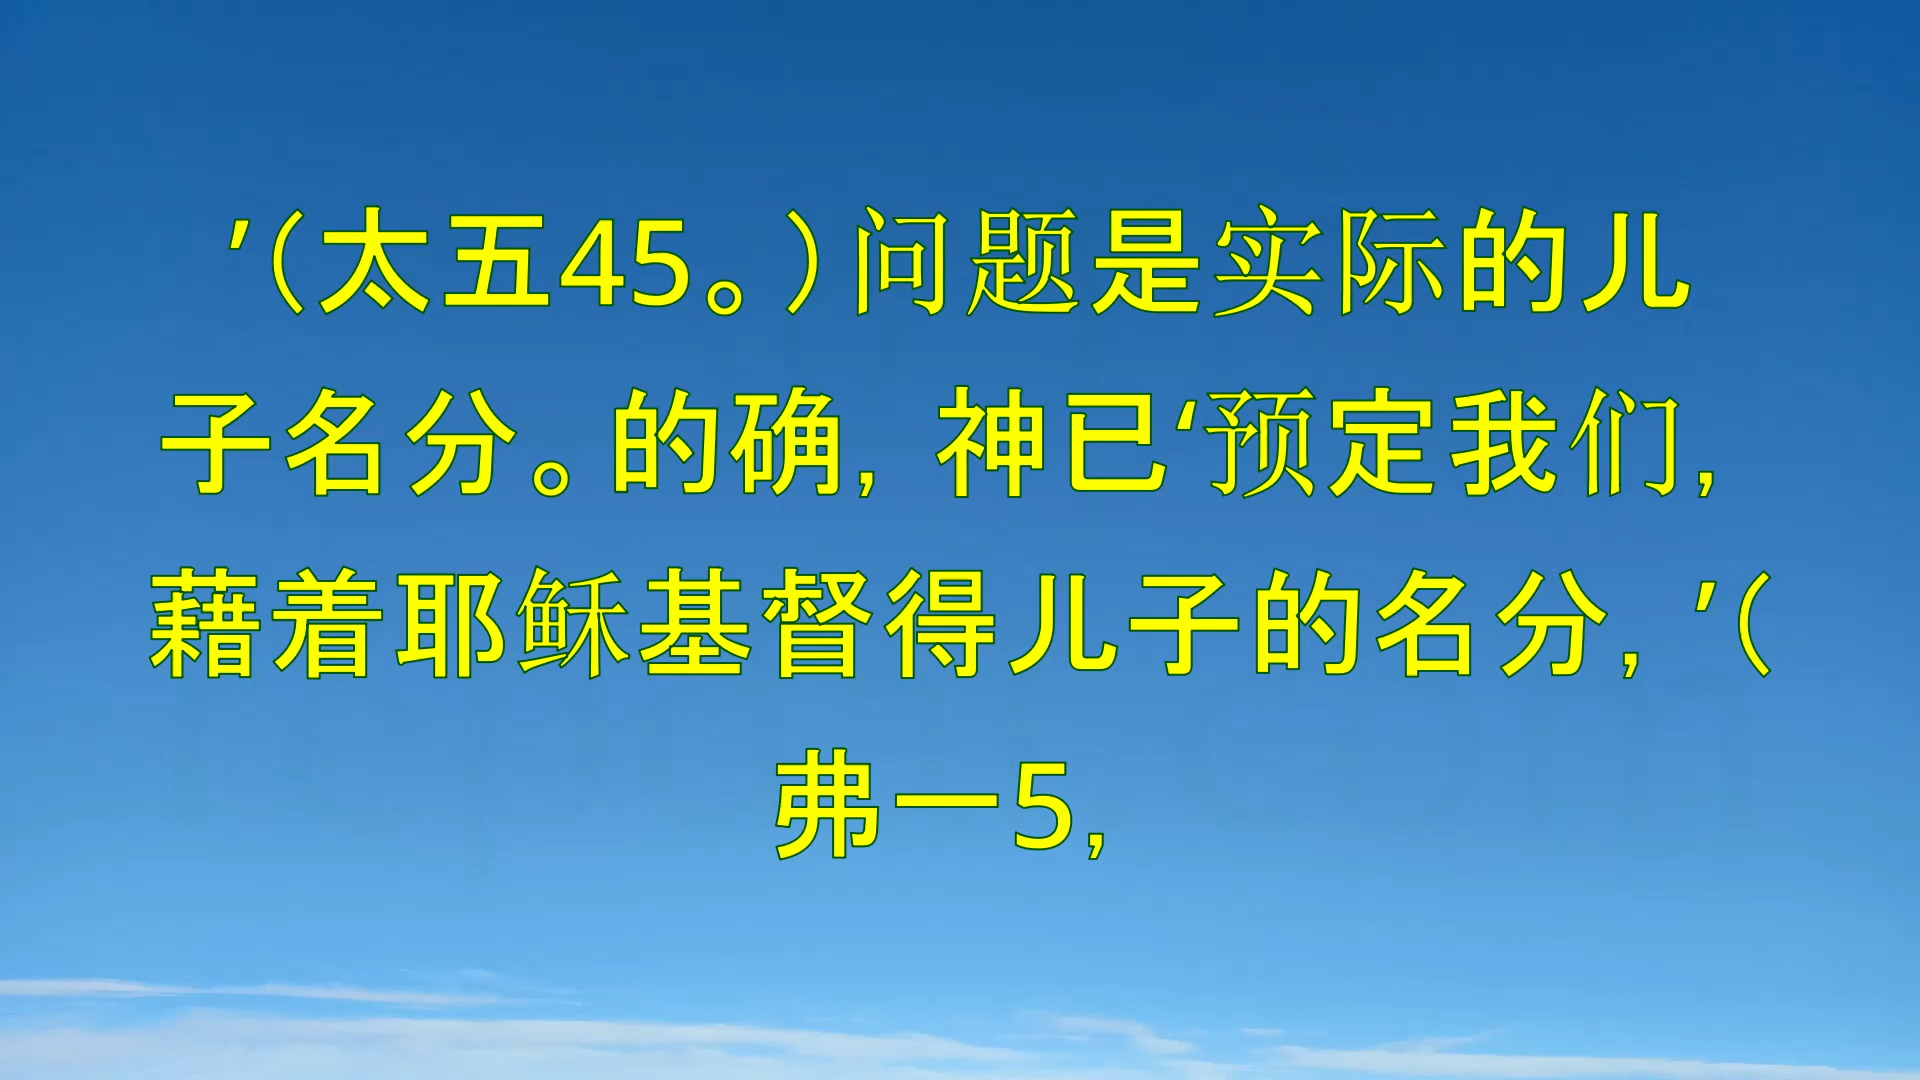 ’（太五45。）问题是实际的儿
子名分。的确，神已‘预定我们，
藉着耶稣基督得儿子的名分，’（
弗一5，